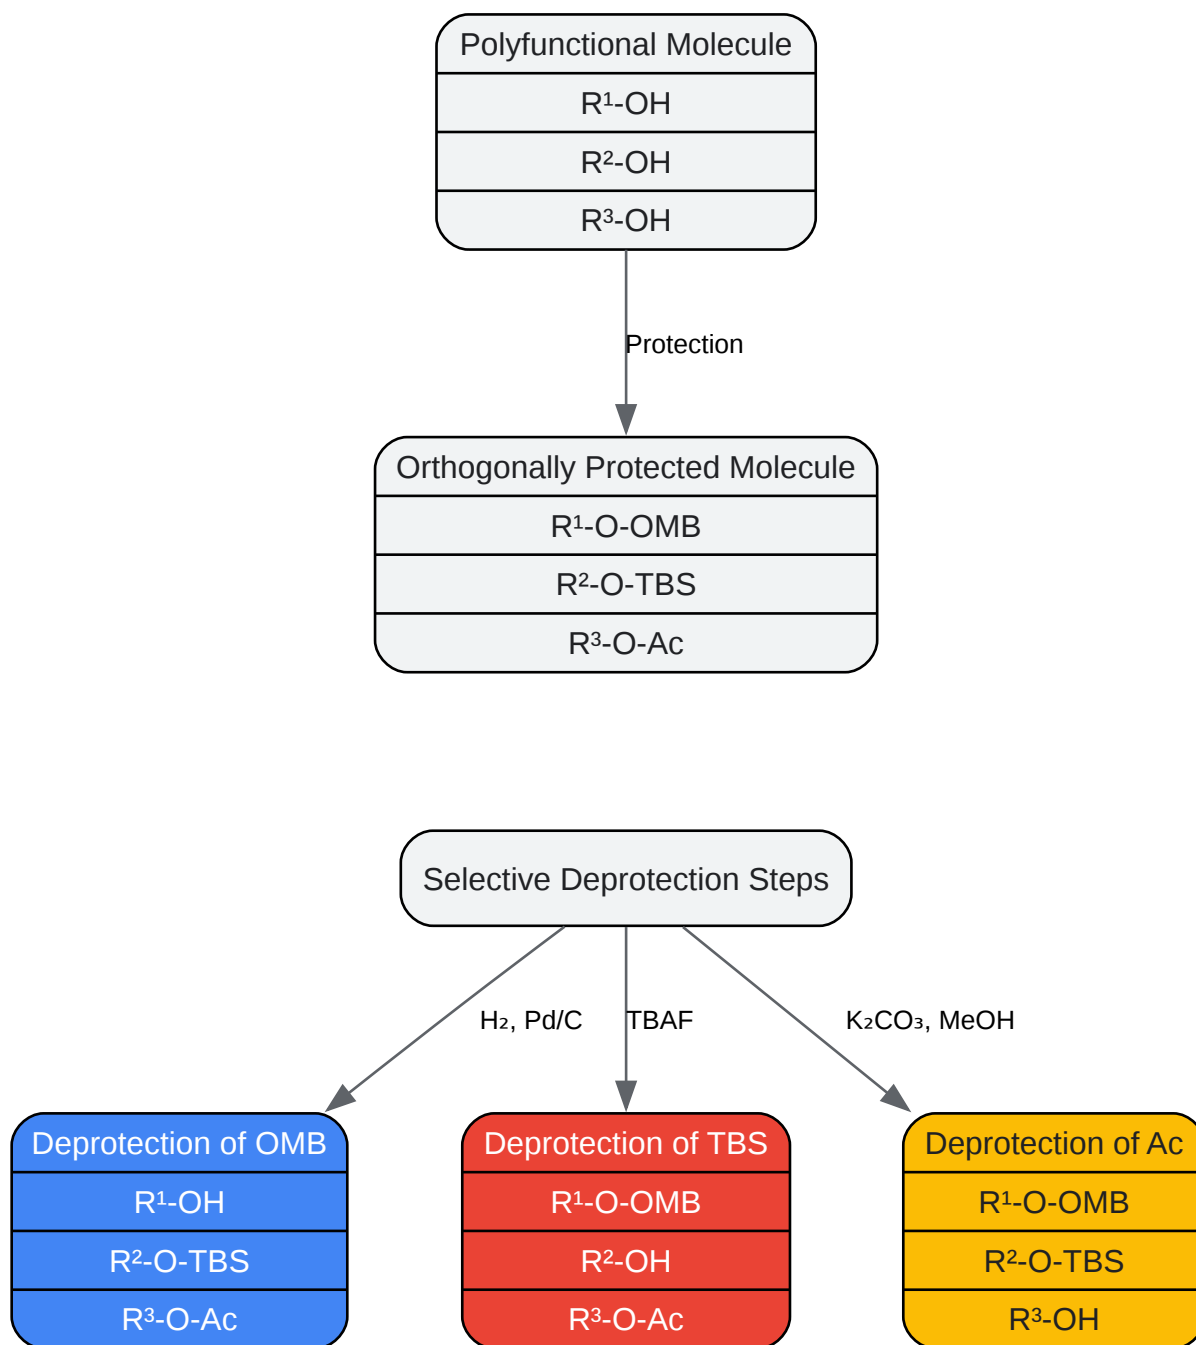 Polyfunctional Molecule
R¹-OH
R²-OH
R³-OH
Protection
Orthogonally Protected Molecule
R¹-O-OMB
R²-O-TBS
R³-O-Ac
Selective Deprotection Steps
H₂, Pd/C
TBAF
K₂CO₃, MeOH
Deprotection of OMB
R¹-OH
R²-O-TBS
R³-O-Ac
Deprotection of TBS
R¹-O-OMB
R²-OH
R³-O-Ac
Deprotection of Ac
R¹-O-OMB
R²-O-TBS
R³-OH